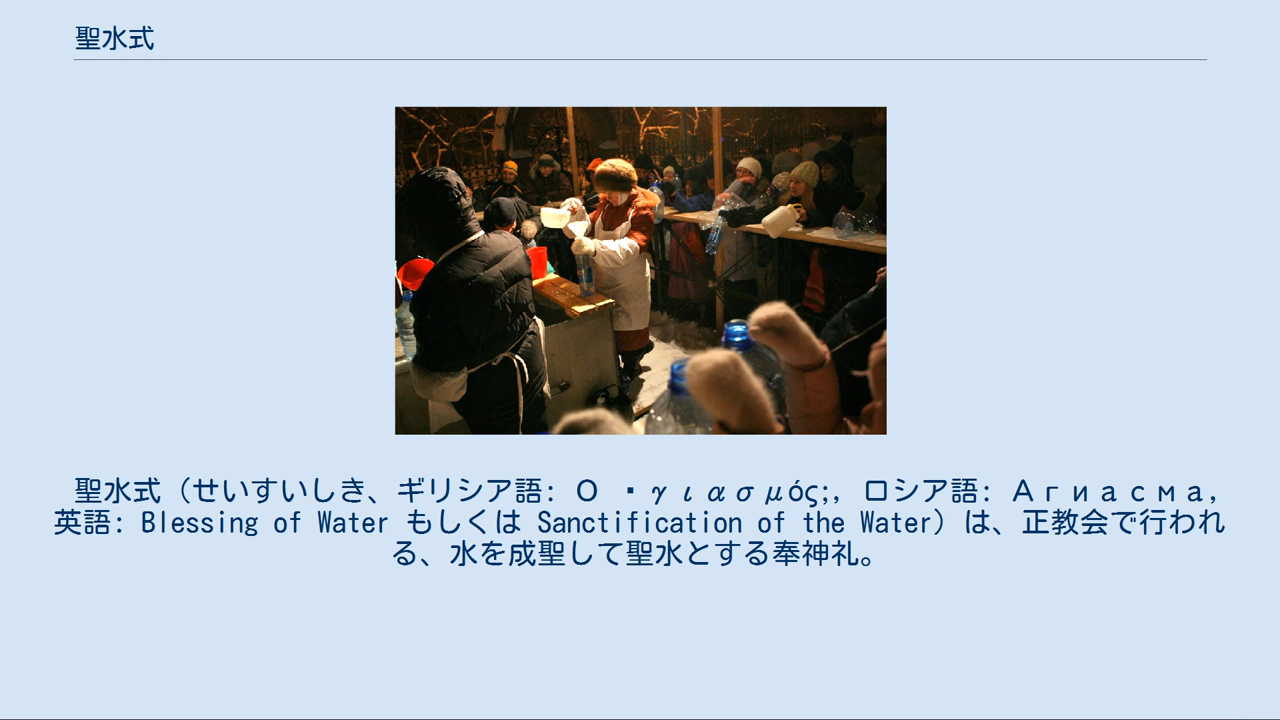 聖水式
聖水式（せいすいしき、ギリシア語: Ο ▪γιασμός;, ロシア語: Агиасма,
英語: Blessing of Water もしくは Sanctification of the Water）は、正教会で行われ
る、水を成聖して聖水とする奉神礼。